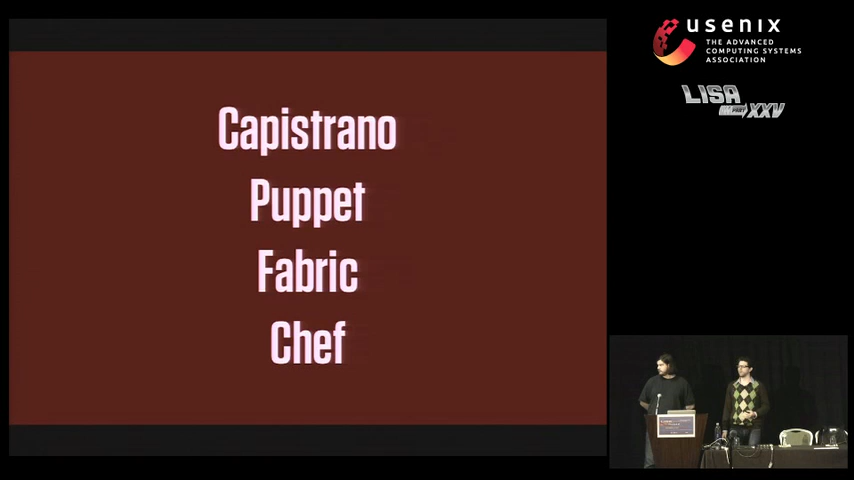 Capistrano
Puppet
Fabric
Chef
usenix
THE ADVANCED
COMPUTING SYSTEMS
ASSOCIATION
LISA
XXV